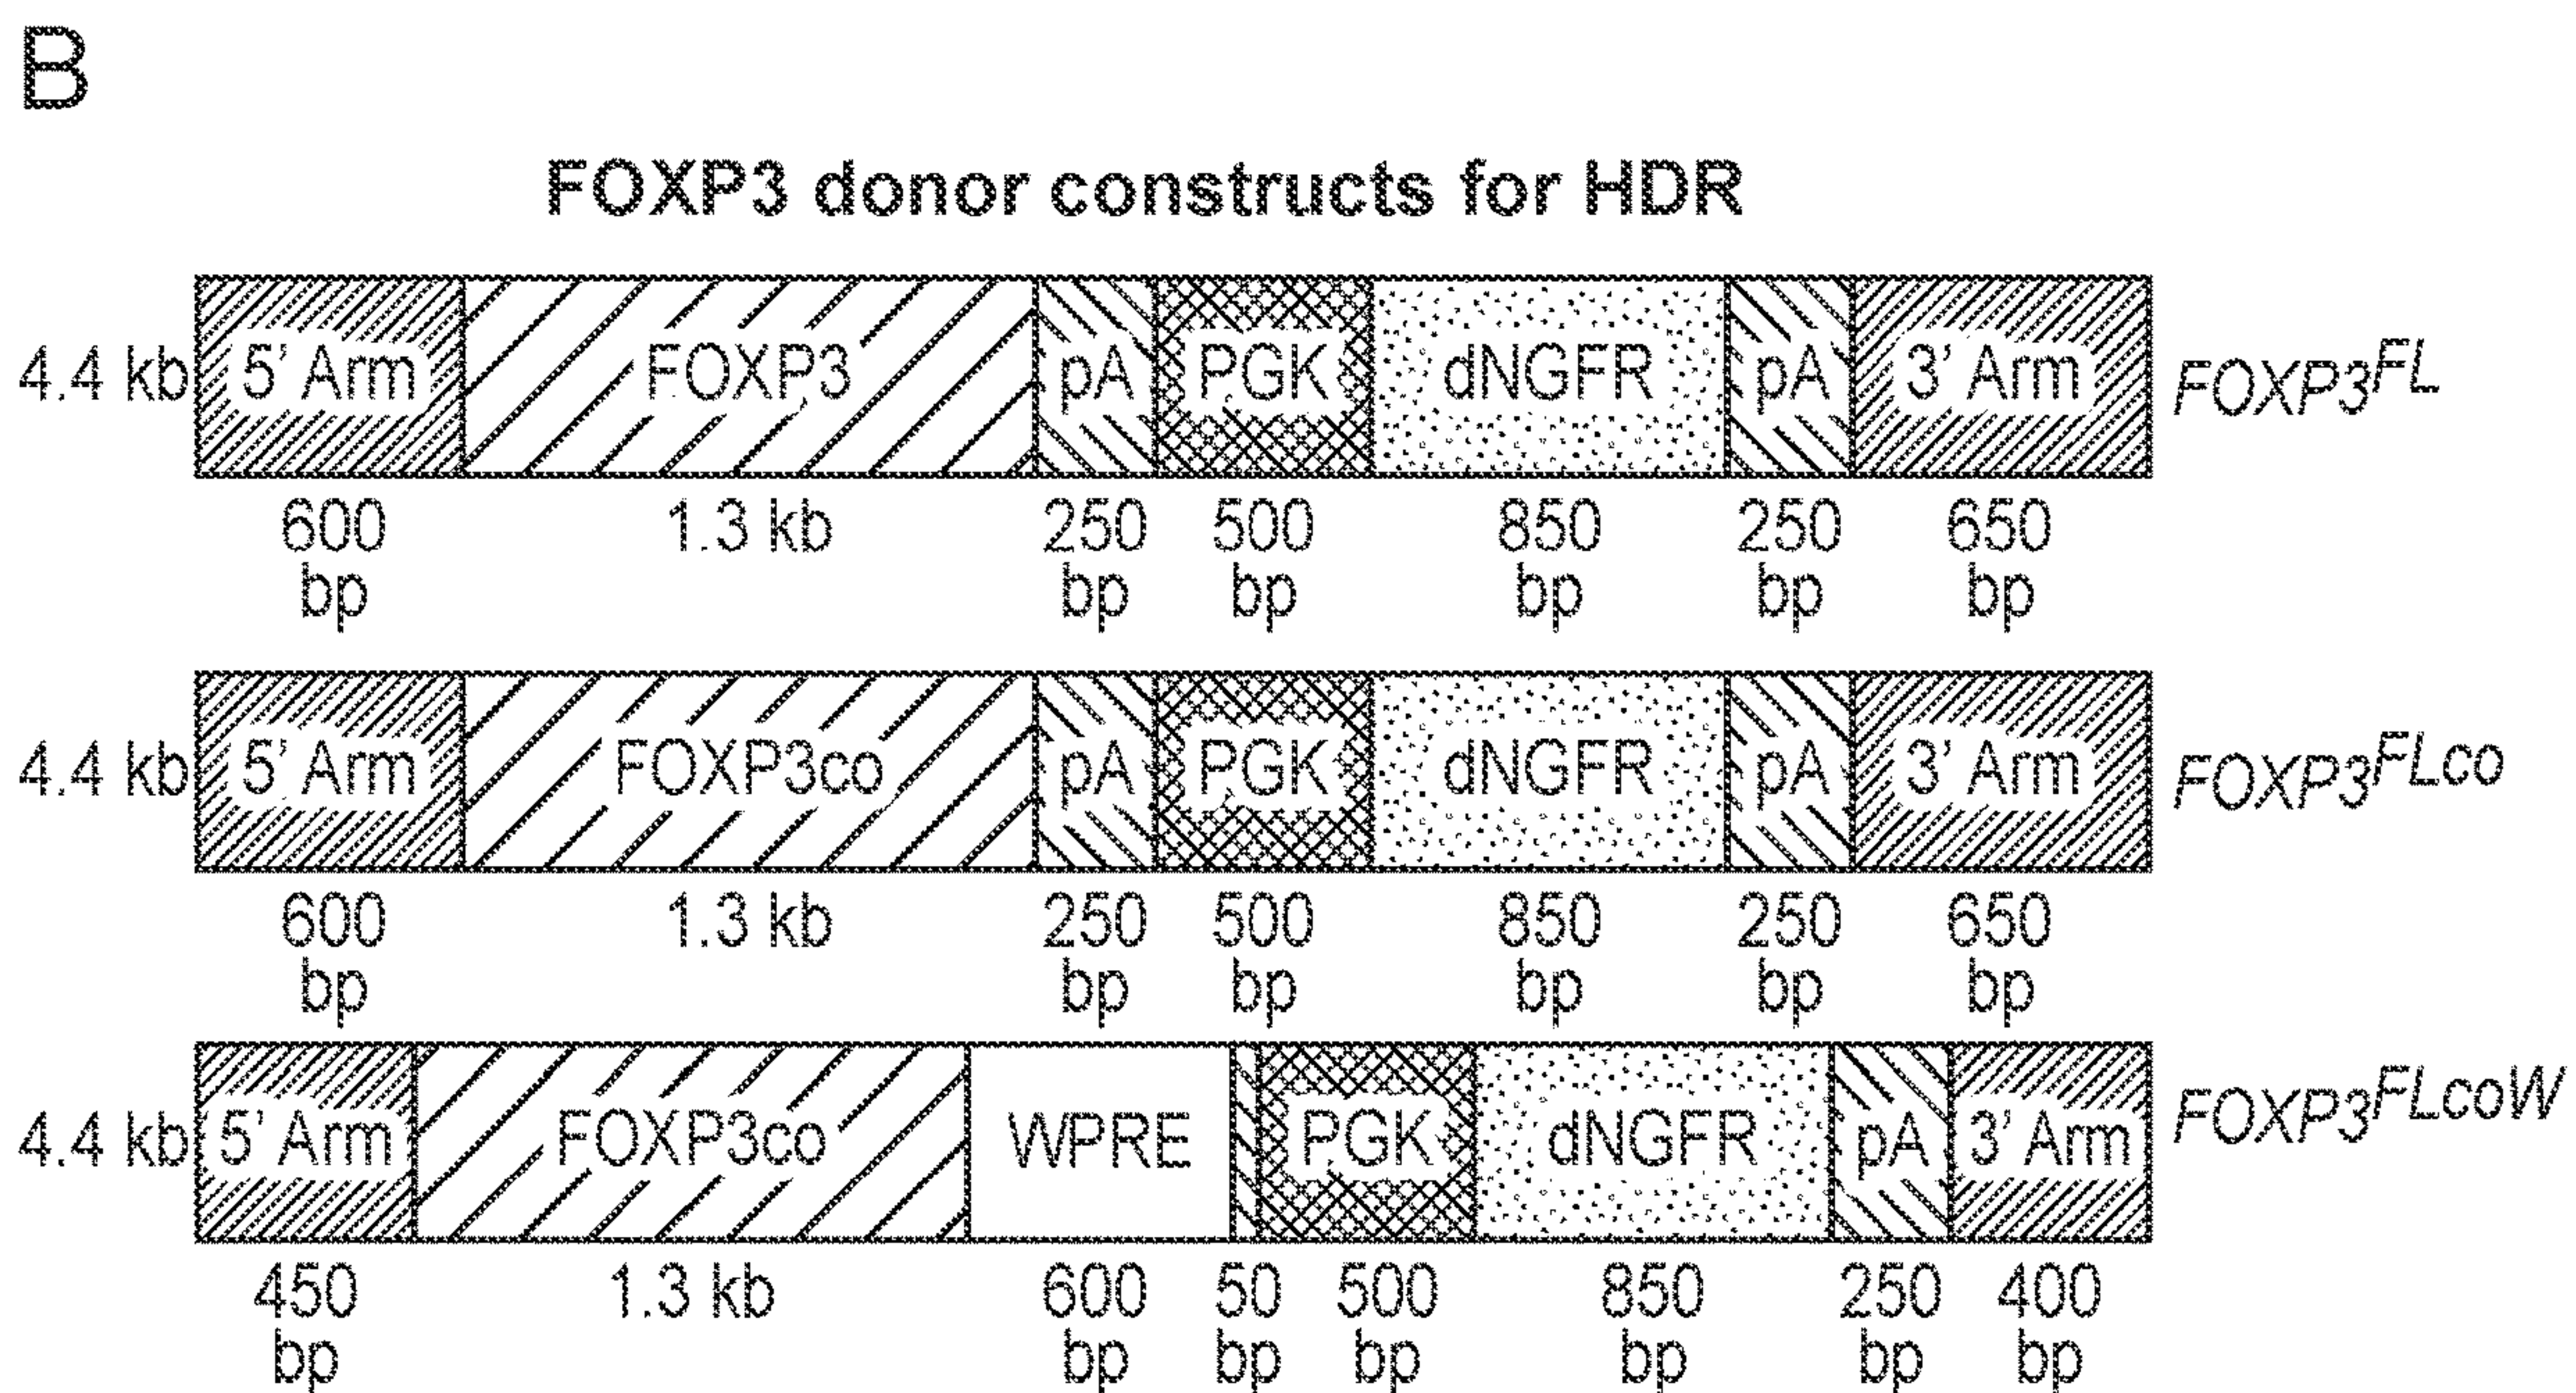 B
FOXP3 donor constructs for HDR
4.4 kb 5’ Arm FOXP3 pA PGK dNGFR pA 3’ Arm FOXP3FL
600 1.3 kb 250 500 850 250 650
bp bp bp bp bp bp
4.4 kb 5’ Arm FOXP3co pA PGK dNGFR pA 3’ Arm FOXP3FLco
600 1.3 kb 250 500 850 250 650
bp bp bp bp bp bp
4.4 kb 5’ Arm FOXP3co WPRE PGK dNGFR pA 3’ Arm FOXP3FLcoW
450 1.3 kb 600 50 500 850 250 400
bp bp bp bp bp bp bp